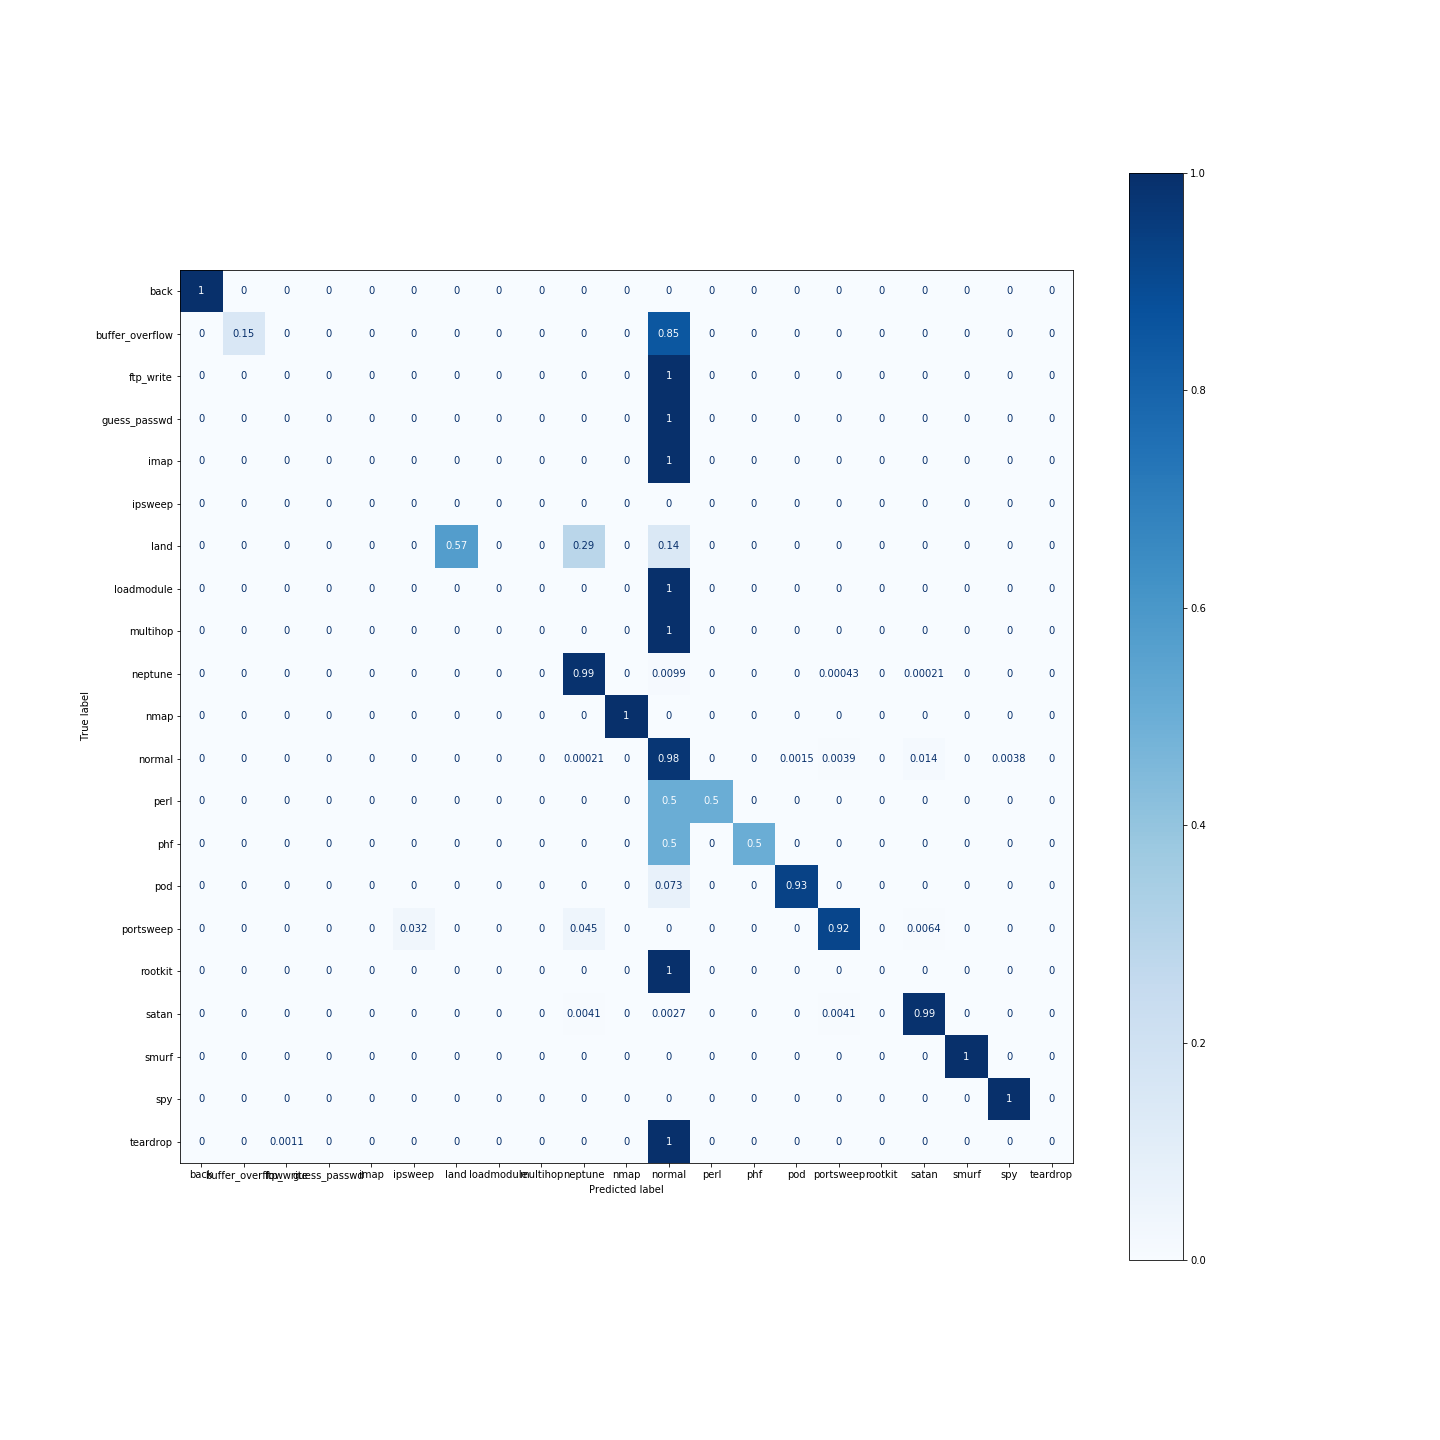 1.0
back 1 0 0 0 0 0 0 0 0 0 0 0 0 0 0 0 0 0 0 0 0
buffer_overflow 0 0.15 0 0 0 0 0 0 0 0 0 0.85 0 0 0 0 0 0 0 0 0
ftp_write 0 0 0 0 0 0 0 0 0 0 0 1 0 0 0 0 0 0 0 0 0
0.8
guess_passwd 0 0 0 0 0 0 0 0 0 0 0 1 0 0 0 0 0 0 0 0 0
imap 0 0 0 0 0 0 0 0 0 0 0 1 0 0 0 0 0 0 0 0 0
ipsweep 0 0 0 0 0 0 0 0 0 0 0 0 0 0 0 0 0 0 0 0 0
land 0 0 0 0 0 0 0.57 0 0 0.29 0 0.14 0 0 0 0 0 0 0 0 0
loadmodule 0 0 0 0 0 0 0 0 0 0 0 1 0 0 0 0 0 0 0 0 0
0.6
multihop 0 0 0 0 0 0 0 0 0 0 0 1 0 0 0 0 0 0 0 0 0
neptune 0 0 0 0 0 0 0 0 0 0.99 0 0.0099 0 0 0 0.00043 0 0.00021 0 0 0
True label
nmap 0 0 0 0 0 0 0 0 0 0 1 0 0 0 0 0 0 0 0 0 0
normal 0 0 0 0 0 0 0 0 0 0.00021 0 0.98 0 0 0.0015 0.0039 0 0.014 0 0.0038 0
perl 0 0 0 0 0 0 0 0 0 0 0 0.5 0.5 0 0 0 0 0 0 0 0
0.4
phf 0 0 0 0 0 0 0 0 0 0 0 0.5 0 0.5 0 0 0 0 0 0 0
pod 0 0 0 0 0 0 0 0 0 0 0 0.073 0 0 0.93 0 0 0 0 0 0
portsweep 0 0 0 0 0 0.032 0 0 0 0.045 0 0 0 0 0 0.92 0 0.0064 0 0 0
rootkit 0 0 0 0 0 0 0 0 0 0 0 1 0 0 0 0 0 0 0 0 0
satan 0 0 0 0 0 0 0 0 0 0.0041 0 0.0027 0 0 0 0.0041 0 0.99 0 0 0
0.2
smurf 0 0 0 0 0 0 0 0 0 0 0 0 0 0 0 0 0 0 1 0 0
spy 0 0 0 0 0 0 0 0 0 0 0 0 0 0 0 0 0 0 0 1 0
teardrop 0 0 0.0011 0 0 0 0 0 0 0 0 1 0 0 0 0 0 0 0 0 0
back buffer_overflow ftp_write guess_passwd imap ipsweep land loadmodule multihop neptune nmap normal perl phf pod portsweep rootkit satan smurf spy teardrop
Predicted label
0.0